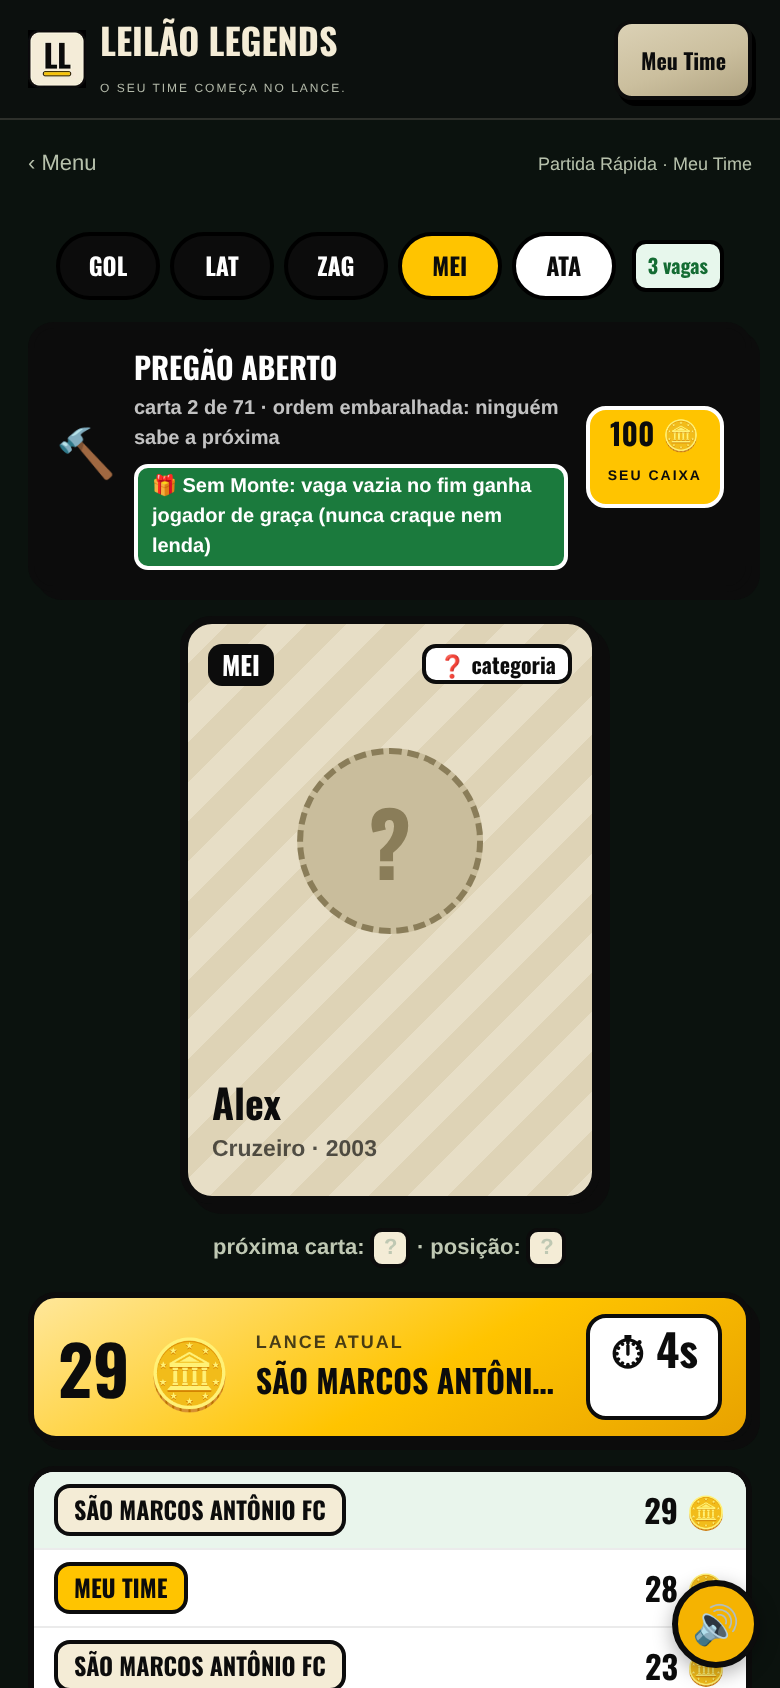 LL
LEILÃO LEGENDS
O SEU TIME COMEÇA NO LANCE.
Meu Time
‹ Menu
Partida Rápida · Meu Time
GOL
LAT
ZAG
MEI
ATA
3 vagas
PREGÃO ABERTO
carta 2 de 71 · ordem embaralhada: ninguém
sabe a próxima
🎁 Sem Monte: vaga vazia no fim ganha
jogador de graça (nunca craque nem
lenda)
100
SEU CAIXA
MEI
❓ categoria
?
Alex
Cruzeiro · 2003
próxima carta: ? · posição: ?
29
LANCE ATUAL
SÃO MARCOS ANTÔNI...
⏱ 4s
SÃO MARCOS ANTÔNIO FC
29
MEU TIME
28
SÃO MARCOS ANTÔNIO FC
23